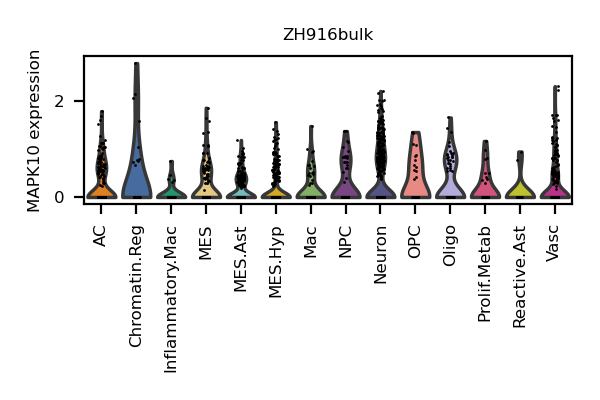 ZH916bulk
MAPK10 expression
2
0
AC
Chromatin.Reg
Inflammatory.Mac
MES
MES.Ast
MES.Hyp
Mac
NPC
Neuron
OPC
Oligo
Prolif.Metab
Reactive.Ast
Vasc